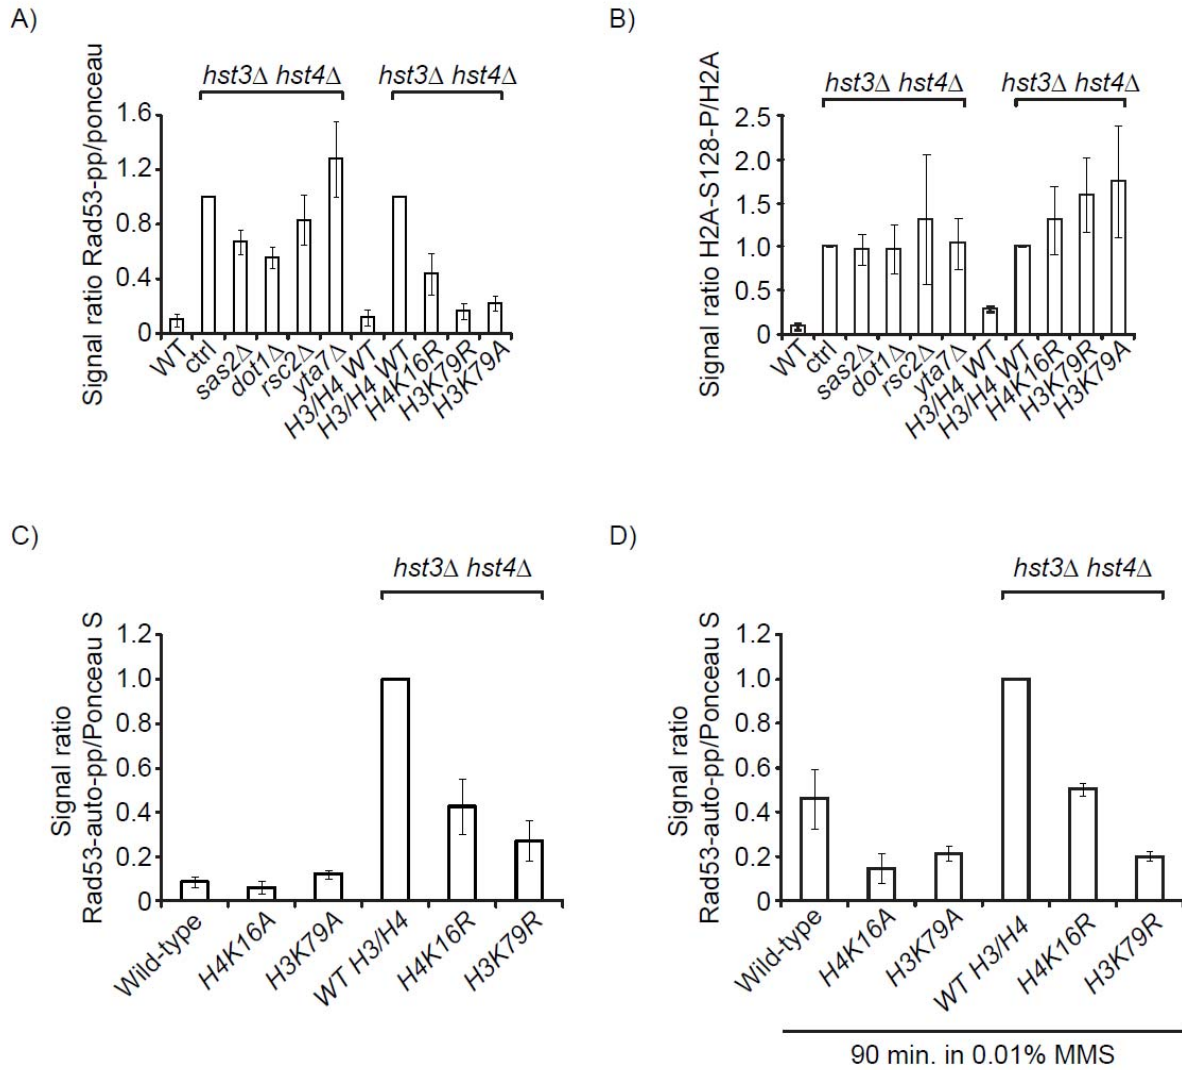 A)
Signal ratio Rad53-pp/ponceau
hst3Δ hst4Δ
hst3Δ hst4Δ
1.6
1.2
0.8
0.4
0
WT
ctrl
sas2Δ
dot1Δ
rsc2Δ
yta7Δ
H3/H4 WT
H3/H4 WT
H4K16R
H3K79R
H3K79A
B)
Signal ratio H2A-S128-P/H2A
hst3Δ hst4Δ
hst3Δ hst4Δ
2.5
2.0
1.5
1.0
0.5
0
WT
ctrl
sas2Δ
dot1Δ
rsc2Δ
yta7Δ
H3/H4 WT
H3/H4 WT
H4K16R
H3K79R
H3K79A
C)
Signal ratio
Rad53-auto-pp/Ponceau S
hst3Δ hst4Δ
1.2
1.0
0.8
0.6
0.4
0.2
0
Wild-type
H4K16A
H3K79A
WT H3/H4
H4K16R
H3K79R
D)
Signal ratio
Rad53-auto-pp/Ponceau S
hst3Δ hst4Δ
1.2
1.0
0.8
0.6
0.4
0.2
0
Wild-type
H4K16A
H3K79A
WT H3/H4
H4K16R
H3K79R
90 min. in 0.01% MMS